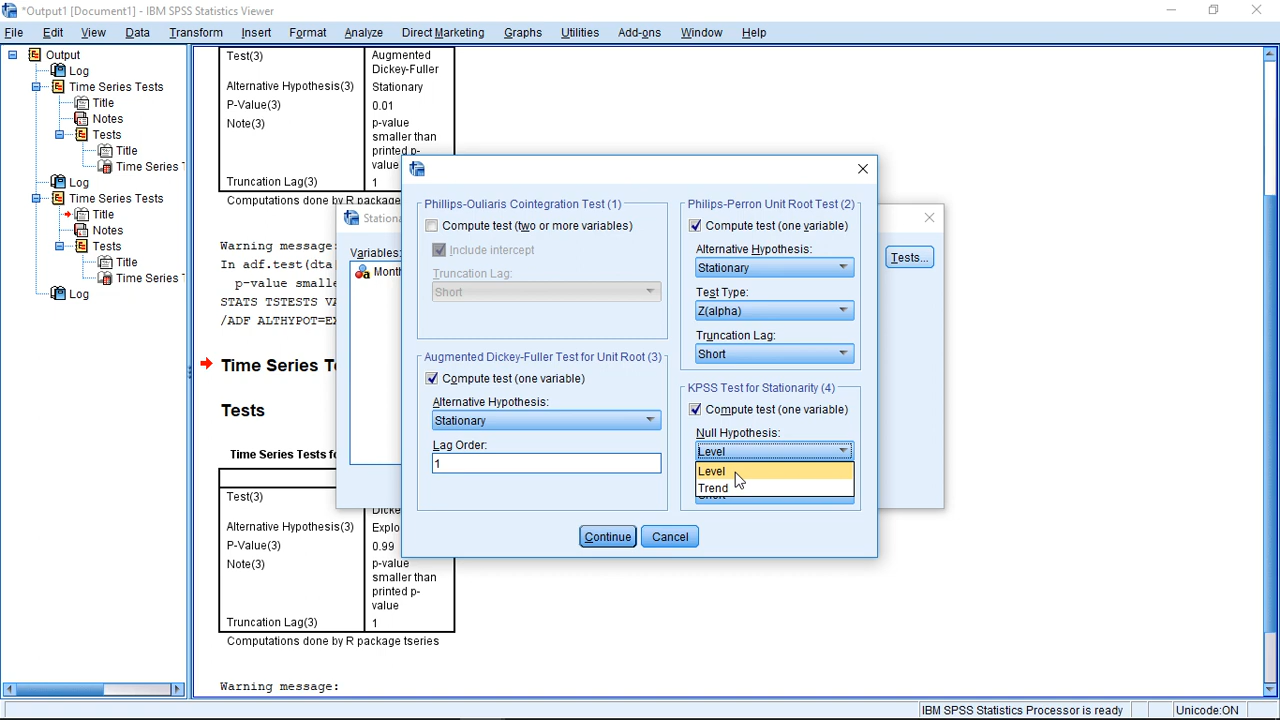 *Output1 [Document1] - IBM SPSS Statistics Viewer
File Edit View Data Transform Insert Format Analyze Direct Marketing Graphs Utilities Add-ons Window Help
Output
Log
Time Series Tests
Title
Notes
Tests
Title
Time Series T
Log
Time Series Tests
Title
Notes
Tests
Title
Time Series T
Log
Test(3) Augmented
Dickey-Fuller
Alternative Hypothesis(3) Stationary
P-Value(3) 0.01
Note(3) p-value
smaller than
printed p-
value
Truncation Lag(3) 1
Computations done by R package
Warning message:
In adf.test(dta
p-value smalle
STATS TSTESTS VA
/ADF ALTHYPOT=EX
Time Series Te
Tests
Time Series Tests fo
Test(3)
Dickey
Alternative Hypothesis(3) Explo
P-Value(3) 0.99
Note(3) p-value
smaller than
printed p-
value
Truncation Lag(3) 1
Computations done by R package tseries
Warning message:
Stationa
Variables:
Month
Tests...
Phillips-Ouliaris Cointegration Test (1)
Compute test (two or more variables)
Include intercept
Truncation Lag:
Short
Augmented Dickey-Fuller Test for Unit Root (3)
Compute test (one variable)
Alternative Hypothesis:
Stationary
Lag Order:
1
Philips-Perron Unit Root Test (2)
Compute test (one variable)
Alternative Hypothesis:
Stationary
Test Type:
Z(alpha)
Truncation Lag:
Short
KPSS Test for Stationarity (4)
Compute test (one variable)
Null Hypothesis:
Level
Level
Trend
Short
Continue Cancel
IBM SPSS Statistics Processor is ready Unicode:ON